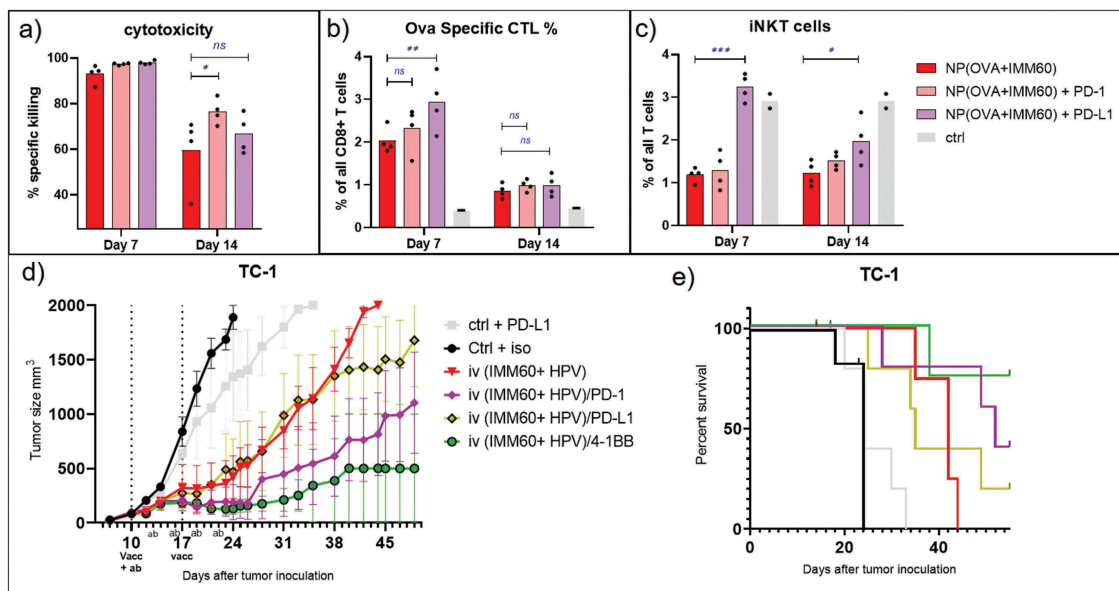 a)
cytotoxicity
% specific killing
100
80
60
40
ns
*
Day 7
Day 14
b)
Ova Specific CTL %
% of all CD8+ T cells
4
3
2
1
0
**
ns
ns
ns
Day 7
Day 14
c)
iNKT cells
% of all T cells
4
3
2
1
0
***
*
Day 7
Day 14
NP(OVA+IMM60)
NP(OVA+IMM60) + PD-1
NP(OVA+IMM60) + PD-L1
ctrl
d)
TC-1
Tumor size mm³
2000
1500
1000
500
0
ab
ab
ab
ab
10
17
24
31
38
45
Vacc
+ ab
vacc
Days after tumor inoculation
ctrl + PD-L1
Ctrl + iso
iv (IMM60+ HPV)
iv (IMM60+ HPV)/PD-1
iv (IMM60+ HPV)/PD-L1
iv (IMM60+ HPV)/4-1BB
e)
TC-1
Percent survival
100
50
0
0
20
40
Days after tumor inoculation